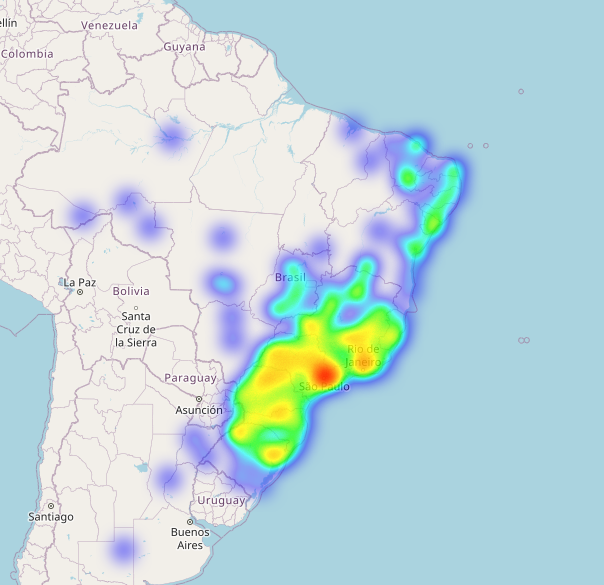 Venezuela
ellín
Guyana
Colombia
Brasil
La Paz
Bolivia
Santa
Cruz de
la Sierra
Rio de
Janeiro
Paraguay
São Paulo
Asunción
Uruguay
Santiago
Buenos
Aires